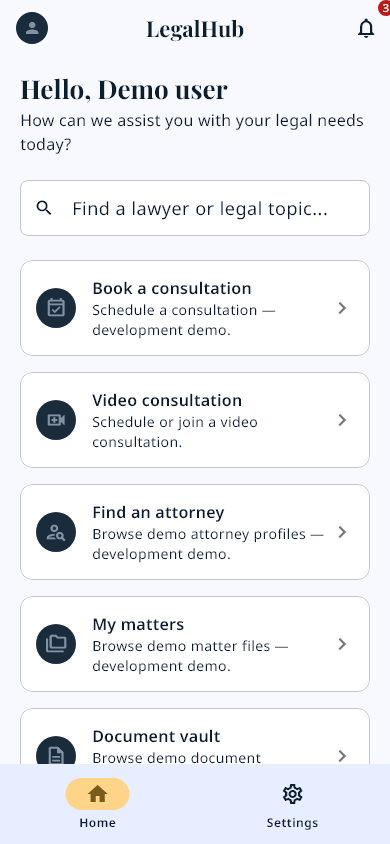 LegalHub
3
Hello, Demo user
How can we assist you with your legal needs
today?
Find a lawyer or legal topic...
Book a consultation
Schedule a consultation —
development demo.
Video consultation
Schedule or join a video
consultation.
Find an attorney
Browse demo attorney profiles —
development demo.
My matters
Browse demo matter files —
development demo.
Document vault
Browse demo document
Home
Settings